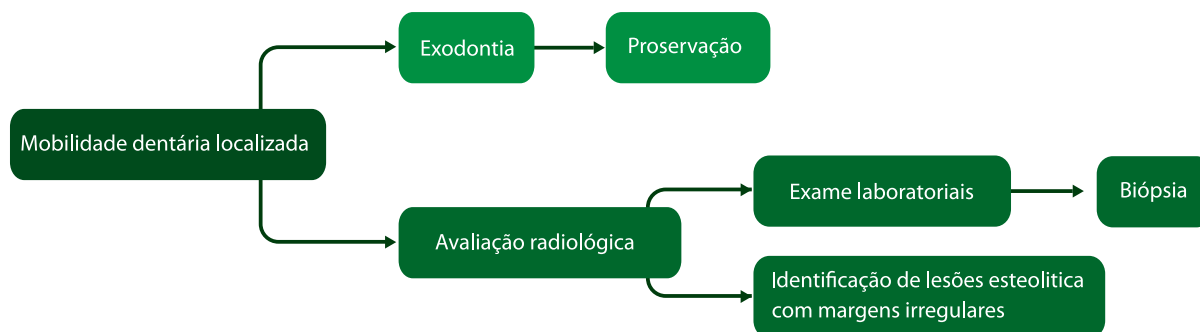 Exodontia
Proservação
Mobilidade dentária localizada
Exame laboratoriais
Biópsia
Avaliação radiológica
Identificação de lesões esteolitica
com margens irregulares